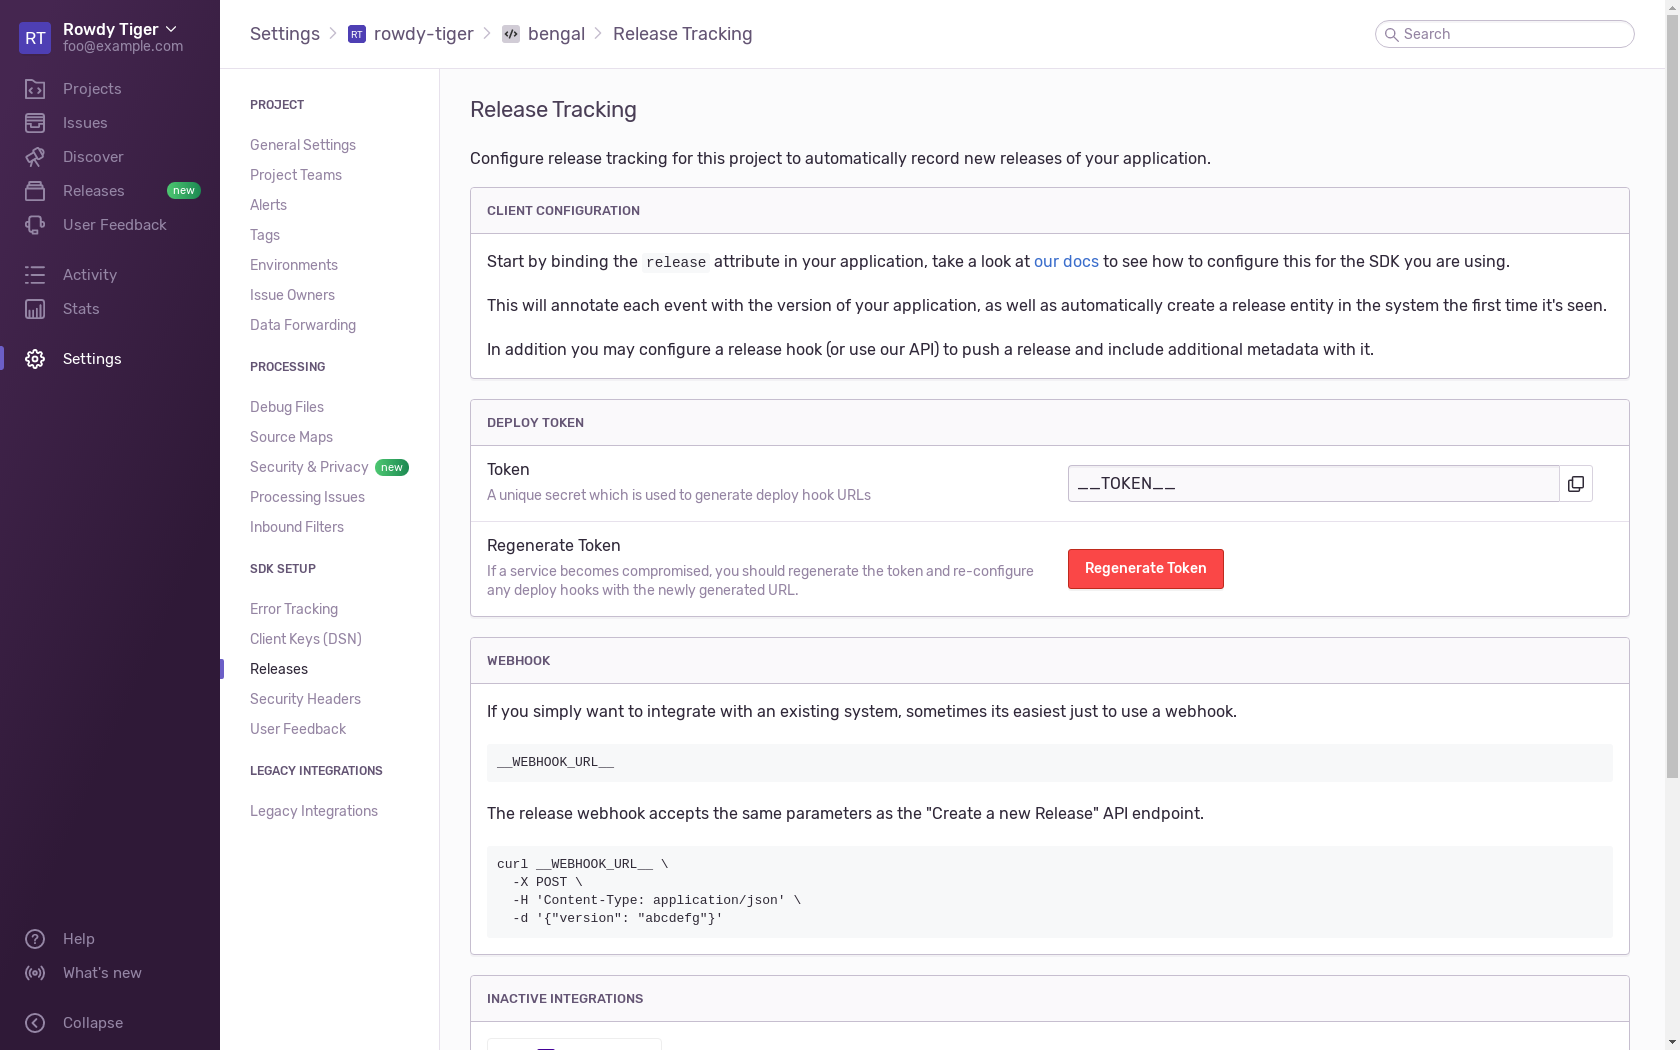 RT
Rowdy Tiger
foo@example.com
Projects
Issues
Discover
Releases new
User Feedback
Activity
Stats
Settings
Help
What's new
Collapse
Settings RT rowdy-tiger bengal Release Tracking
Search
PROJECT
General Settings
Project Teams
Alerts
Tags
Environments
Issue Owners
Data Forwarding
PROCESSING
Debug Files
Source Maps
Security & Privacy new
Processing Issues
Inbound Filters
SDK SETUP
Error Tracking
Client Keys (DSN)
Releases
Security Headers
User Feedback
LEGACY INTEGRATIONS
Legacy Integrations
Release Tracking
Configure release tracking for this project to automatically record new releases of your application.
CLIENT CONFIGURATION
Start by binding the release attribute in your application, take a look at our docs to see how to configure this for the SDK you are using.
This will annotate each event with the version of your application, as well as automatically create a release entity in the system the first time it's seen.
In addition you may configure a release hook (or use our API) to push a release and include additional metadata with it.
DEPLOY TOKEN
Token
A unique secret which is used to generate deploy hook URLs
__TOKEN__
Regenerate Token
If a service becomes compromised, you should regenerate the token and re-configure
any deploy hooks with the newly generated URL.
Regenerate Token
WEBHOOK
If you simply want to integrate with an existing system, sometimes its easiest just to use a webhook.
__WEBHOOK_URL__
The release webhook accepts the same parameters as the "Create a new Release" API endpoint.
curl __WEBHOOK_URL__ \
  -X POST \
  -H 'Content-Type: application/json' \
  -d '{"version": "abcdefg"}'
INACTIVE INTEGRATIONS